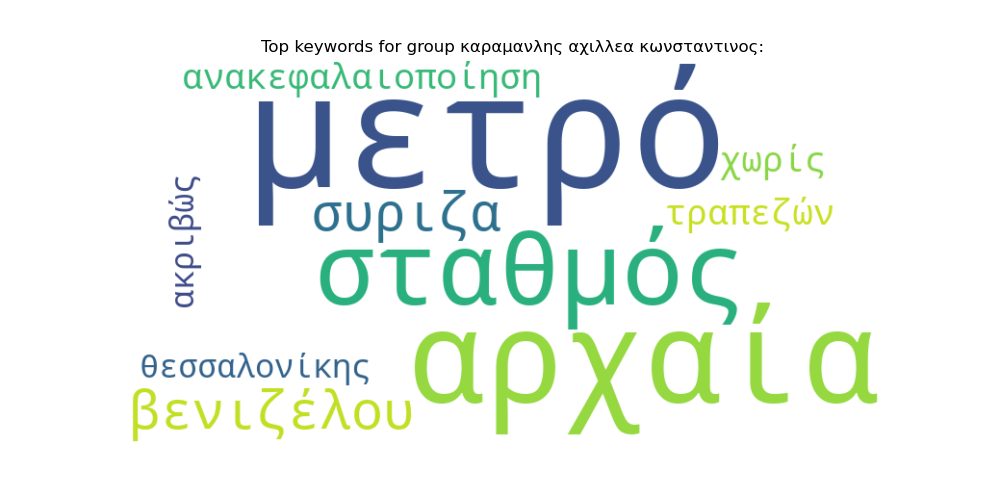 Top keywords for group καραμανλης αχιλλεα κωνσταντινος:
ανακεφαλαιοποίηση
μετρό
χωρίς
ακριβώς
συριζα
τραπεζών
σταθμός
αρχαία
θεσσαλονίκης
βενιζέλου